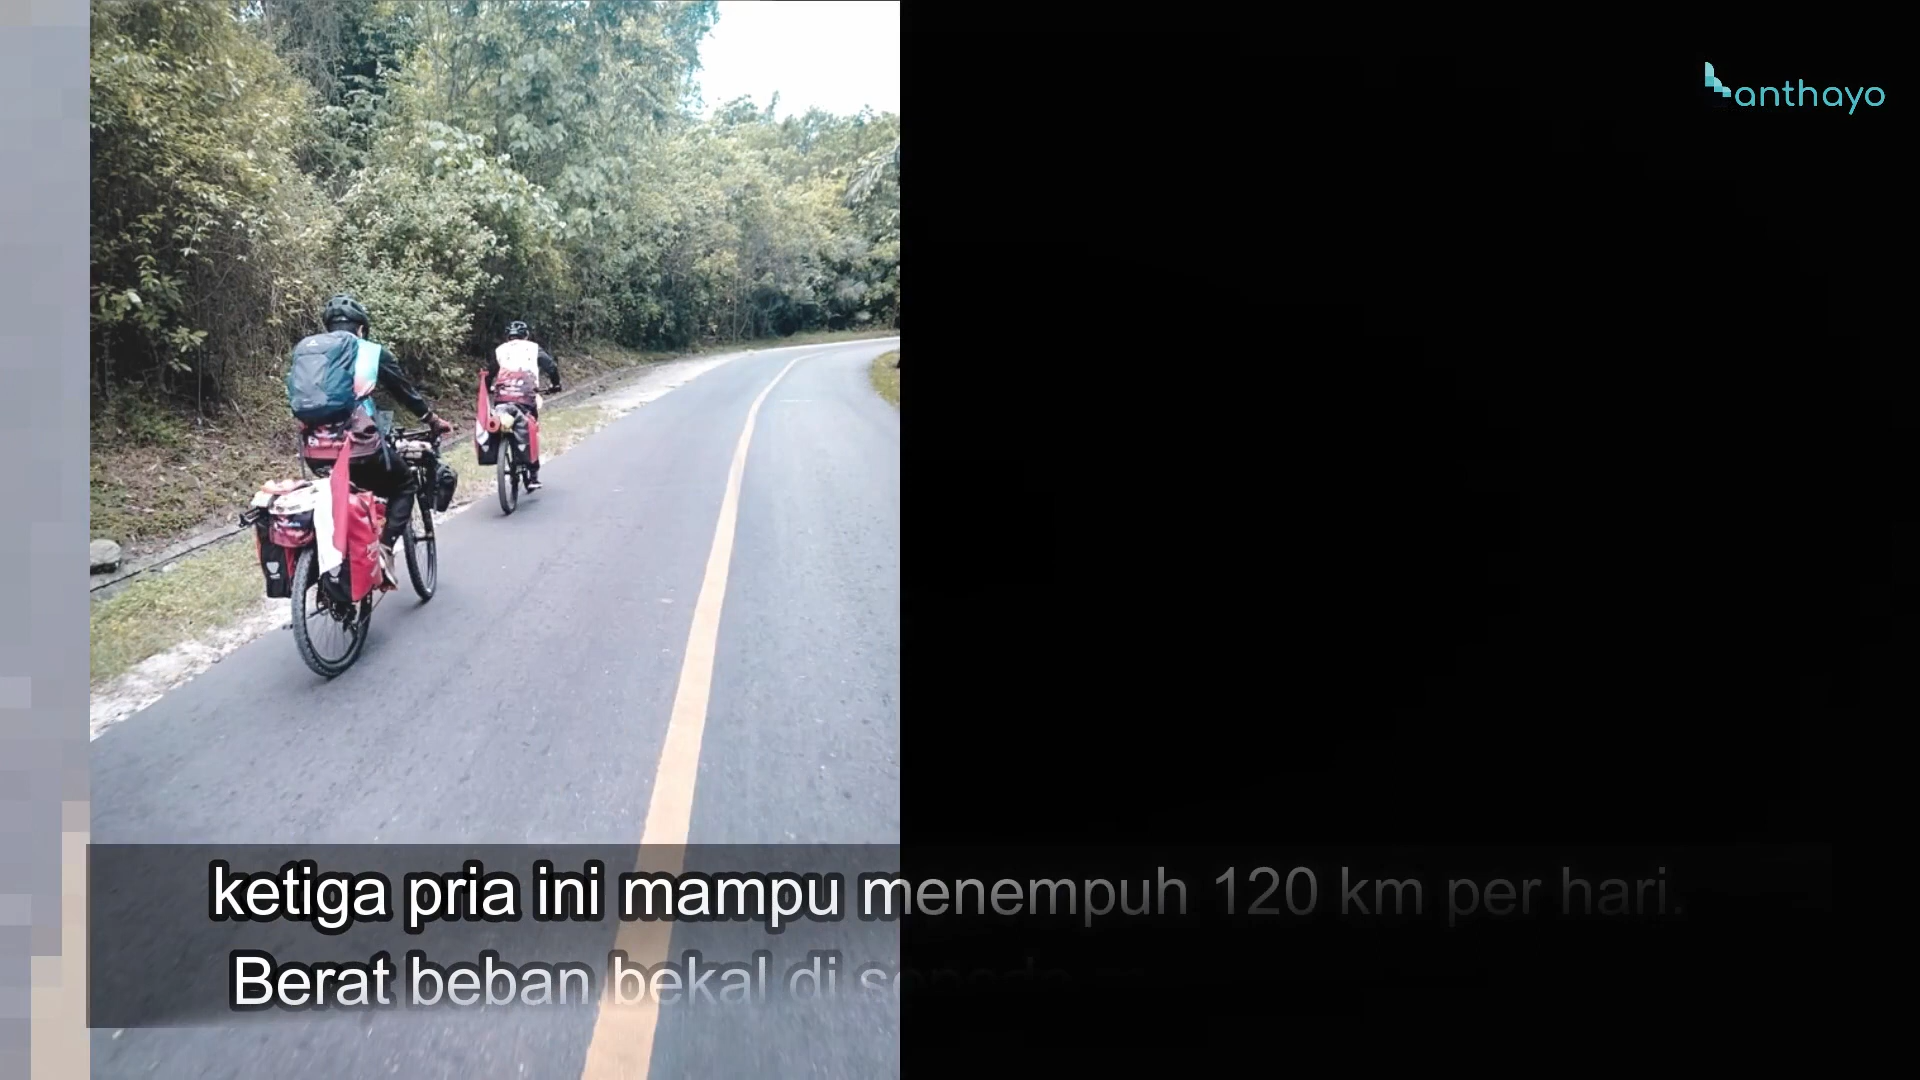 anthayo
ketiga pria ini mampu menempuh 120 km per hari.
Berat beban bekal di